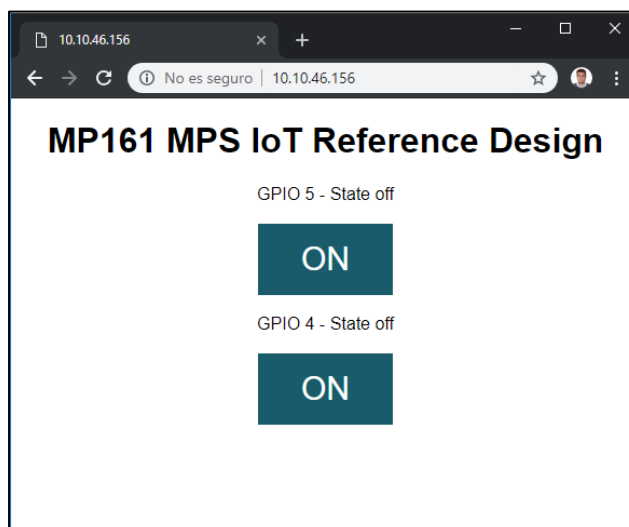 10.10.46.156
No es seguro | 10.10.46.156
MP161 MPS IoT Reference Design
GPIO 5 - State off
ON
GPIO 4 - State off
ON